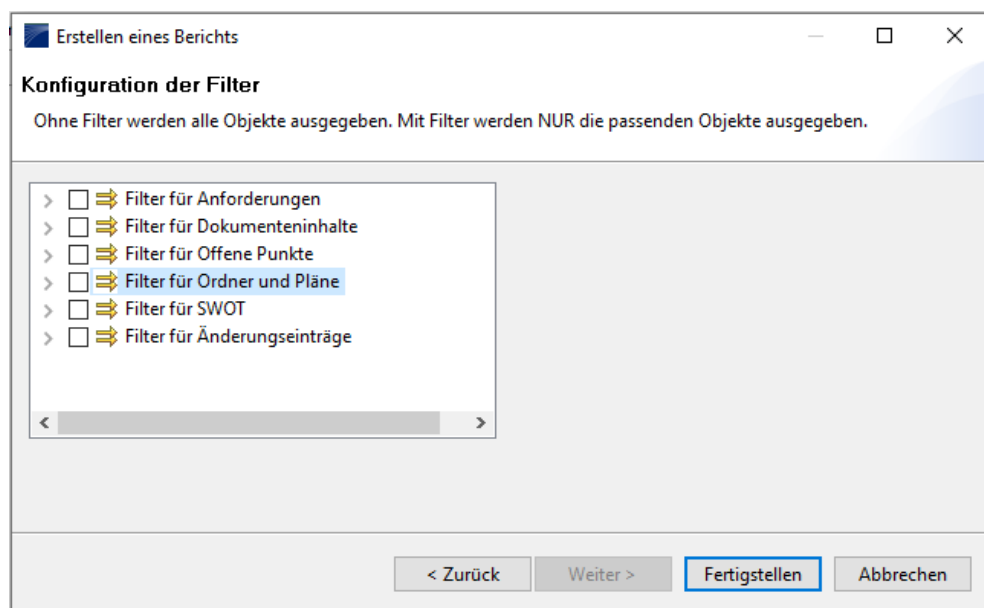 Erstellen eines Berichts
Konfiguration der Filter
Ohne Filter werden alle Objekte ausgegeben. Mit Filter werden NUR die passenden Objekte ausgegeben.
Filter für Anforderungen
Filter für Dokumenteninhalte
Filter für Offene Punkte
Filter für Ordner und Pläne
Filter für SWOT
Filter für Änderungseinträge
< Zurück Weiter > Fertigstellen Abbrechen